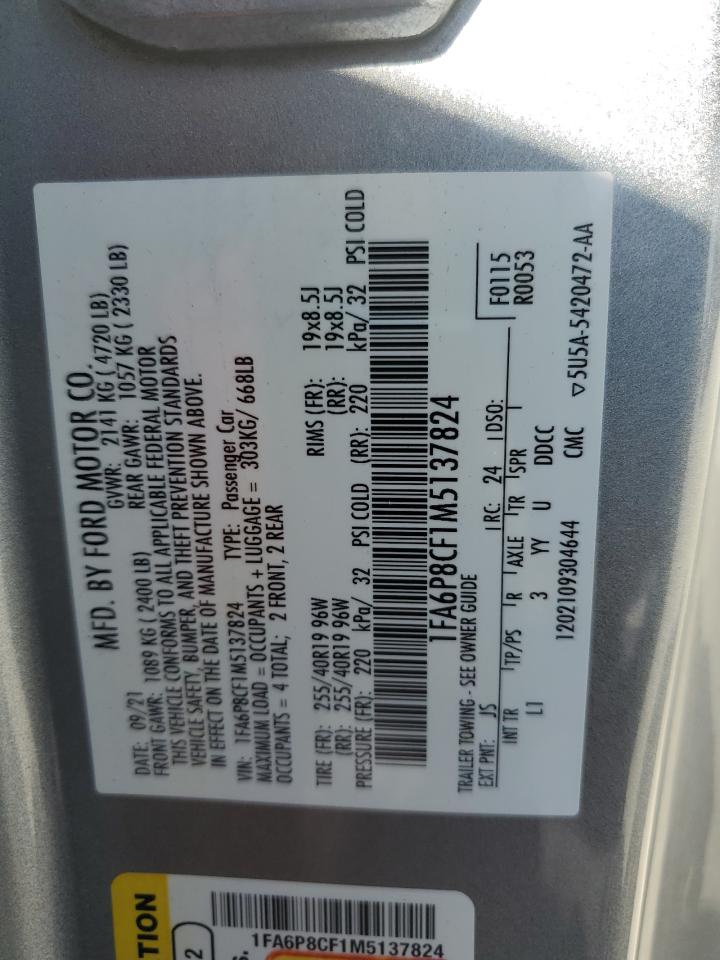 MFD. BY FORD MOTOR CO.
DATE: 09/21 GVWR: 2141 KG ( 4720 LB)
FRONT GAWR: 1089 KG ( 2400 LB) REAR GAWR: 1057 KG ( 2330 LB)
THIS VEHICLE CONFORMS TO ALL APPLICABLE FEDERAL MOTOR
VEHICLE SAFETY, BUMPER, AND THEFT PREVENTION STANDARDS
IN EFFECT ON THE DATE OF MANUFACTURE SHOWN ABOVE.
VIN: 1FA6P8CF1M5137824 TYPE: Passenger Car
MAXIMUM LOAD = OCCUPANTS + LUGGAGE = 303KG/ 668LB
OCCUPANTS = 4 TOTAL; 2 FRONT, 2 REAR
TIRE (FR): 255/40R19 96W RIMS (FR): 19x8.5J
(RR): 255/40R19 96W (RR): 19x8.5J
PRESSURE (FR): 220 kPa/ 32 PSI COLD (RR): 220 kPa/ 32 PSI COLD
1FA6P8CF1M5137824
TRAILER TOWING - SEE OWNER GUIDE
F0115
R0053
EXT PNT: JS RC: 24 DSO:
INT TR TP/PS R AXLE TR SPR
L1 3 YY U DDCC
1202109304644 CMC ▽5U5A-5420472-AA
TION
2
S.
1FA6P8CF1M5137824